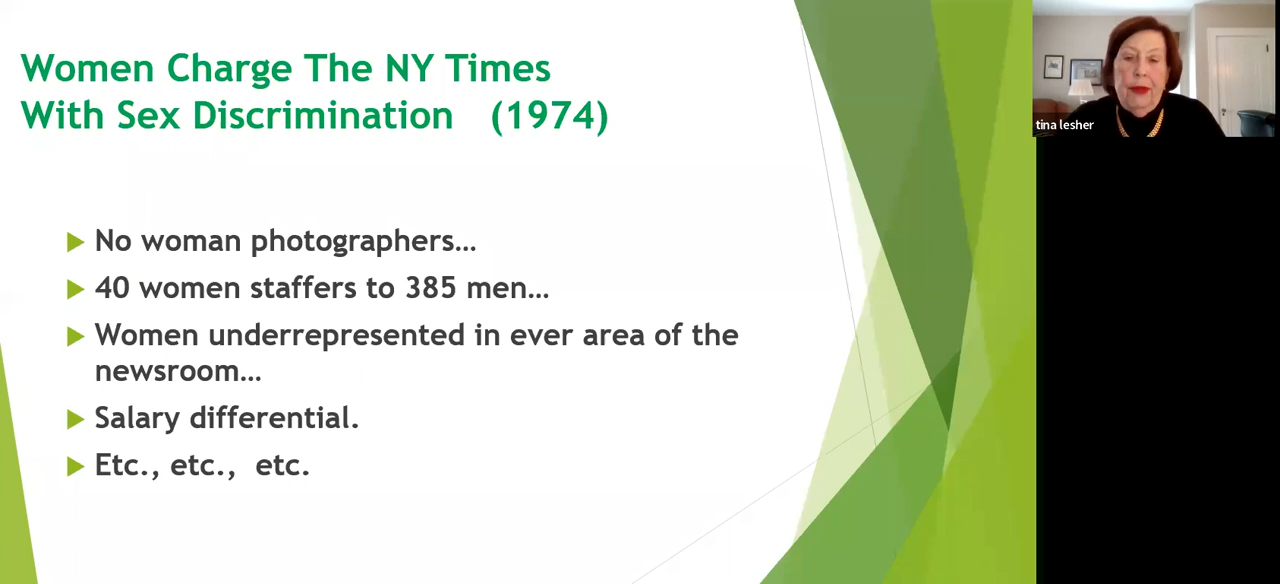 Women Charge The NY Times
With Sex Discrimination (1974)
No woman photographers...
40 women staffers to 385 men...
Women underrepresented in ever area of the
newsroom...
Salary differential.
Etc., etc., etc.
tina lesher